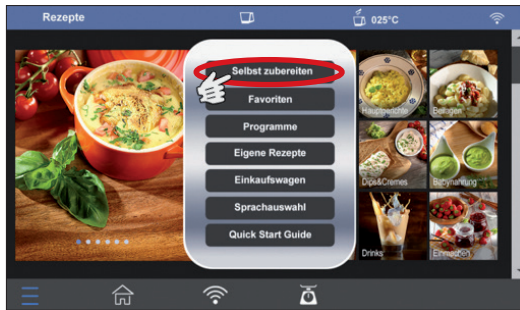 Rezepte
025°C
Selbst zubereiten
Favoriten
Programme
Eigene Rezepte
Einkaufswagen
Sprachauswahl
Quick Start Guide
Hauptgerichte
Beilagen
Dips&Cremes
Babynahrung
Drinks
Einmachen